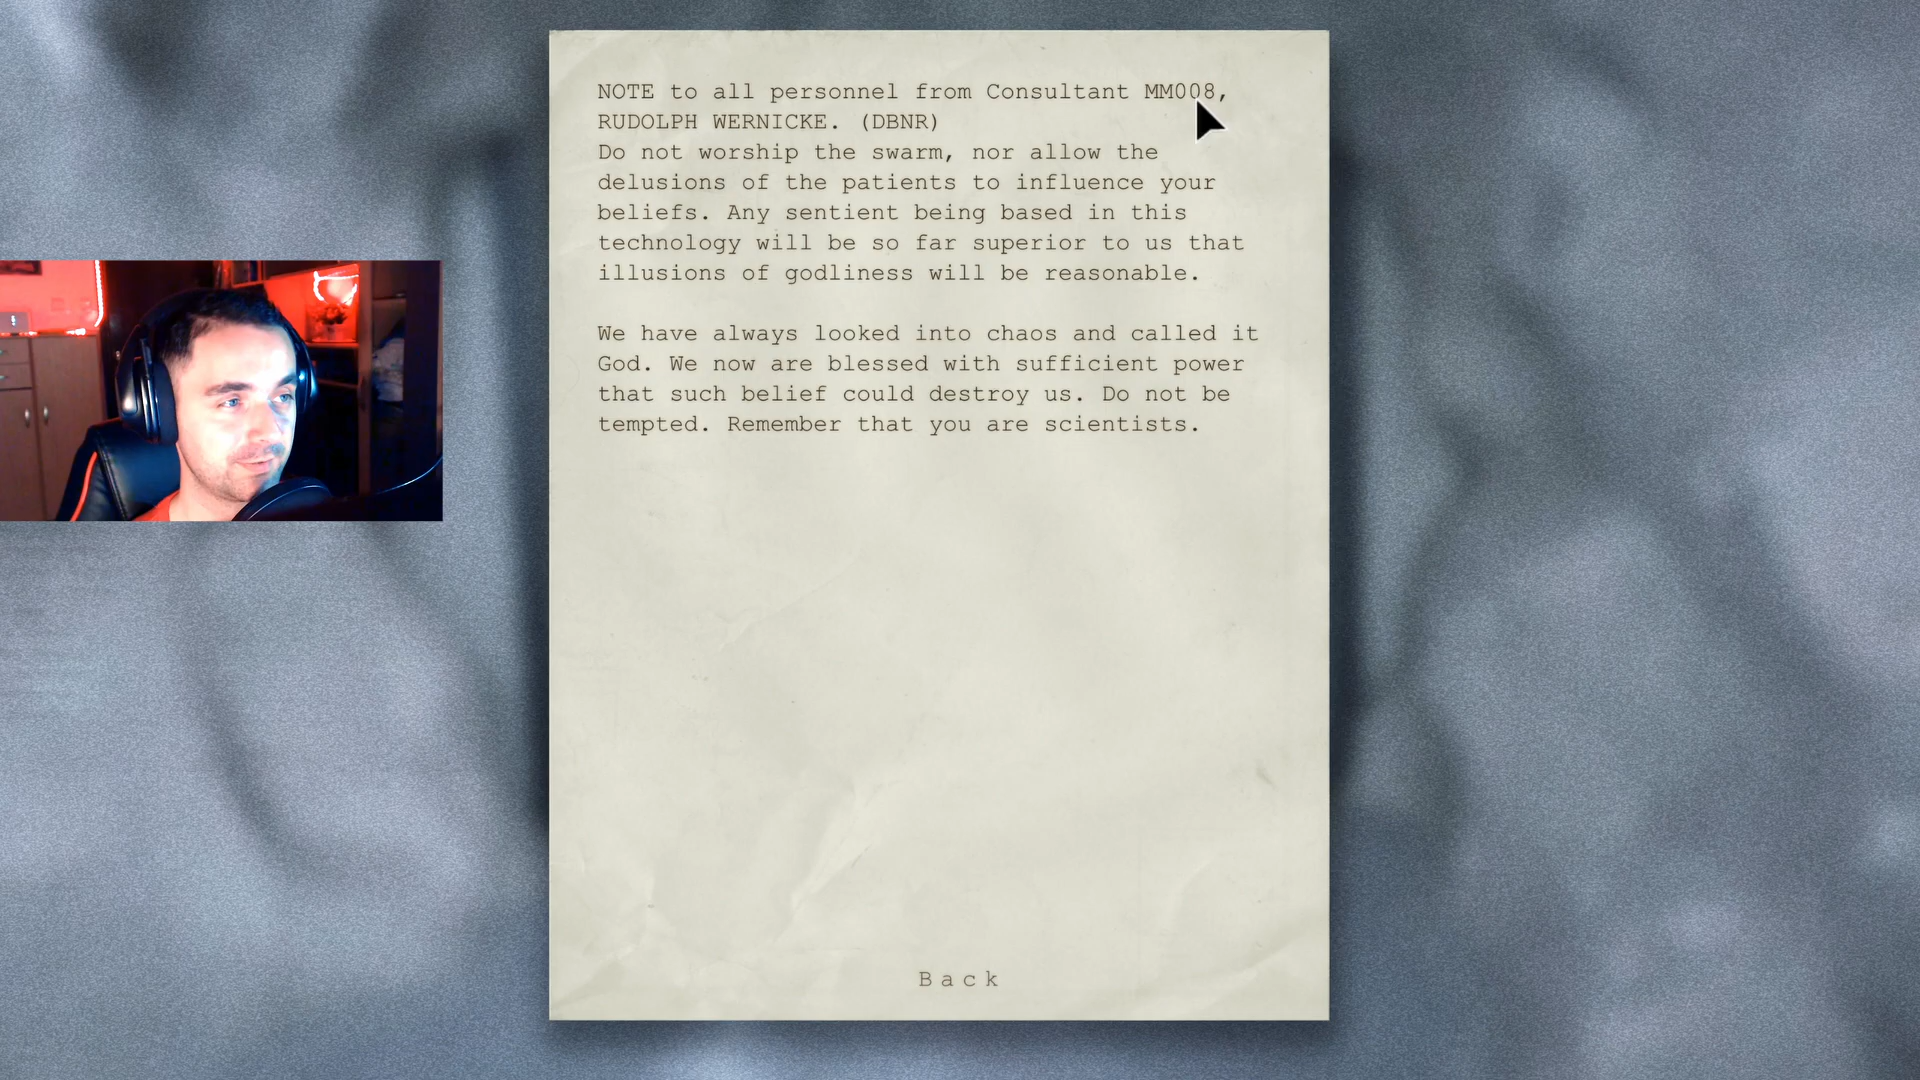 NOTE to all personnel from Consultant MM008,
RUDOLPH WERNICKE. (DBNR)
Do not worship the swarm, nor allow the
delusions of the patients to influence your
beliefs. Any sentient being based in this
technology will be so far superior to us that
illusions of godliness will be reasonable.
We have always looked into chaos and called it
God. We now are blessed with sufficient power
that such belief could destroy us. Do not be
tempted. Remember that you are scientists.
Back